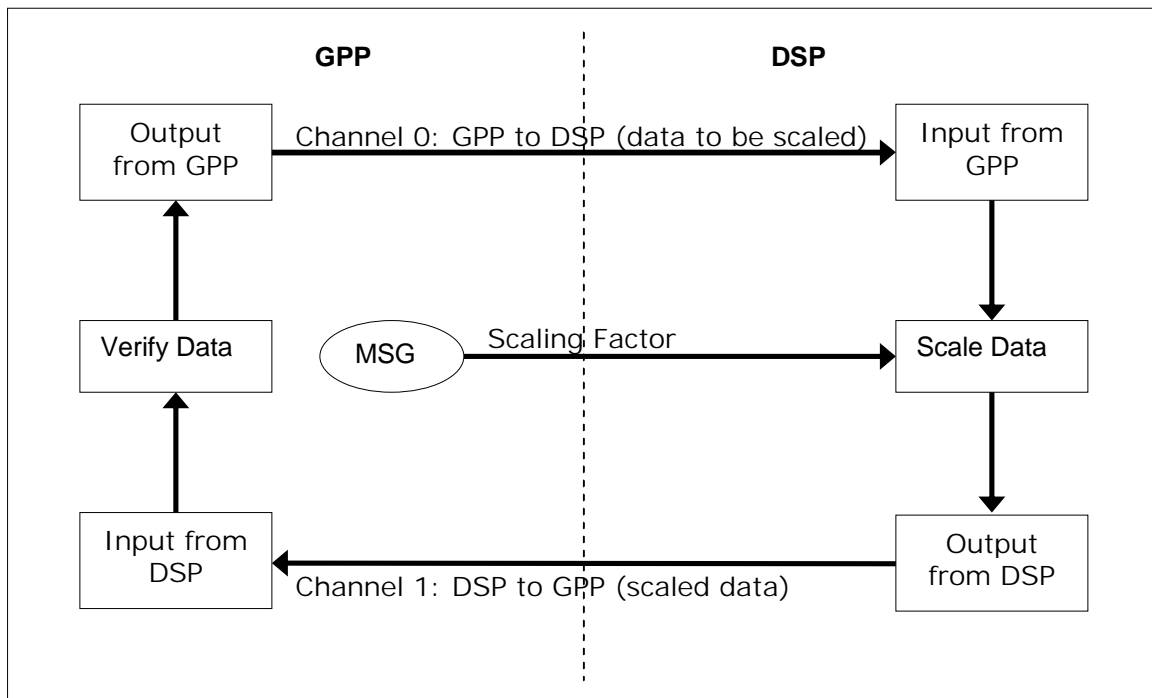 GPP
DSP
Output
from GPP
Channel 0: GPP to DSP (data to be scaled)
Input from
GPP
Verify Data
MSG
Scaling Factor
Scale Data
Input from
DSP
Channel 1: DSP to GPP (scaled data)
Output
from DSP